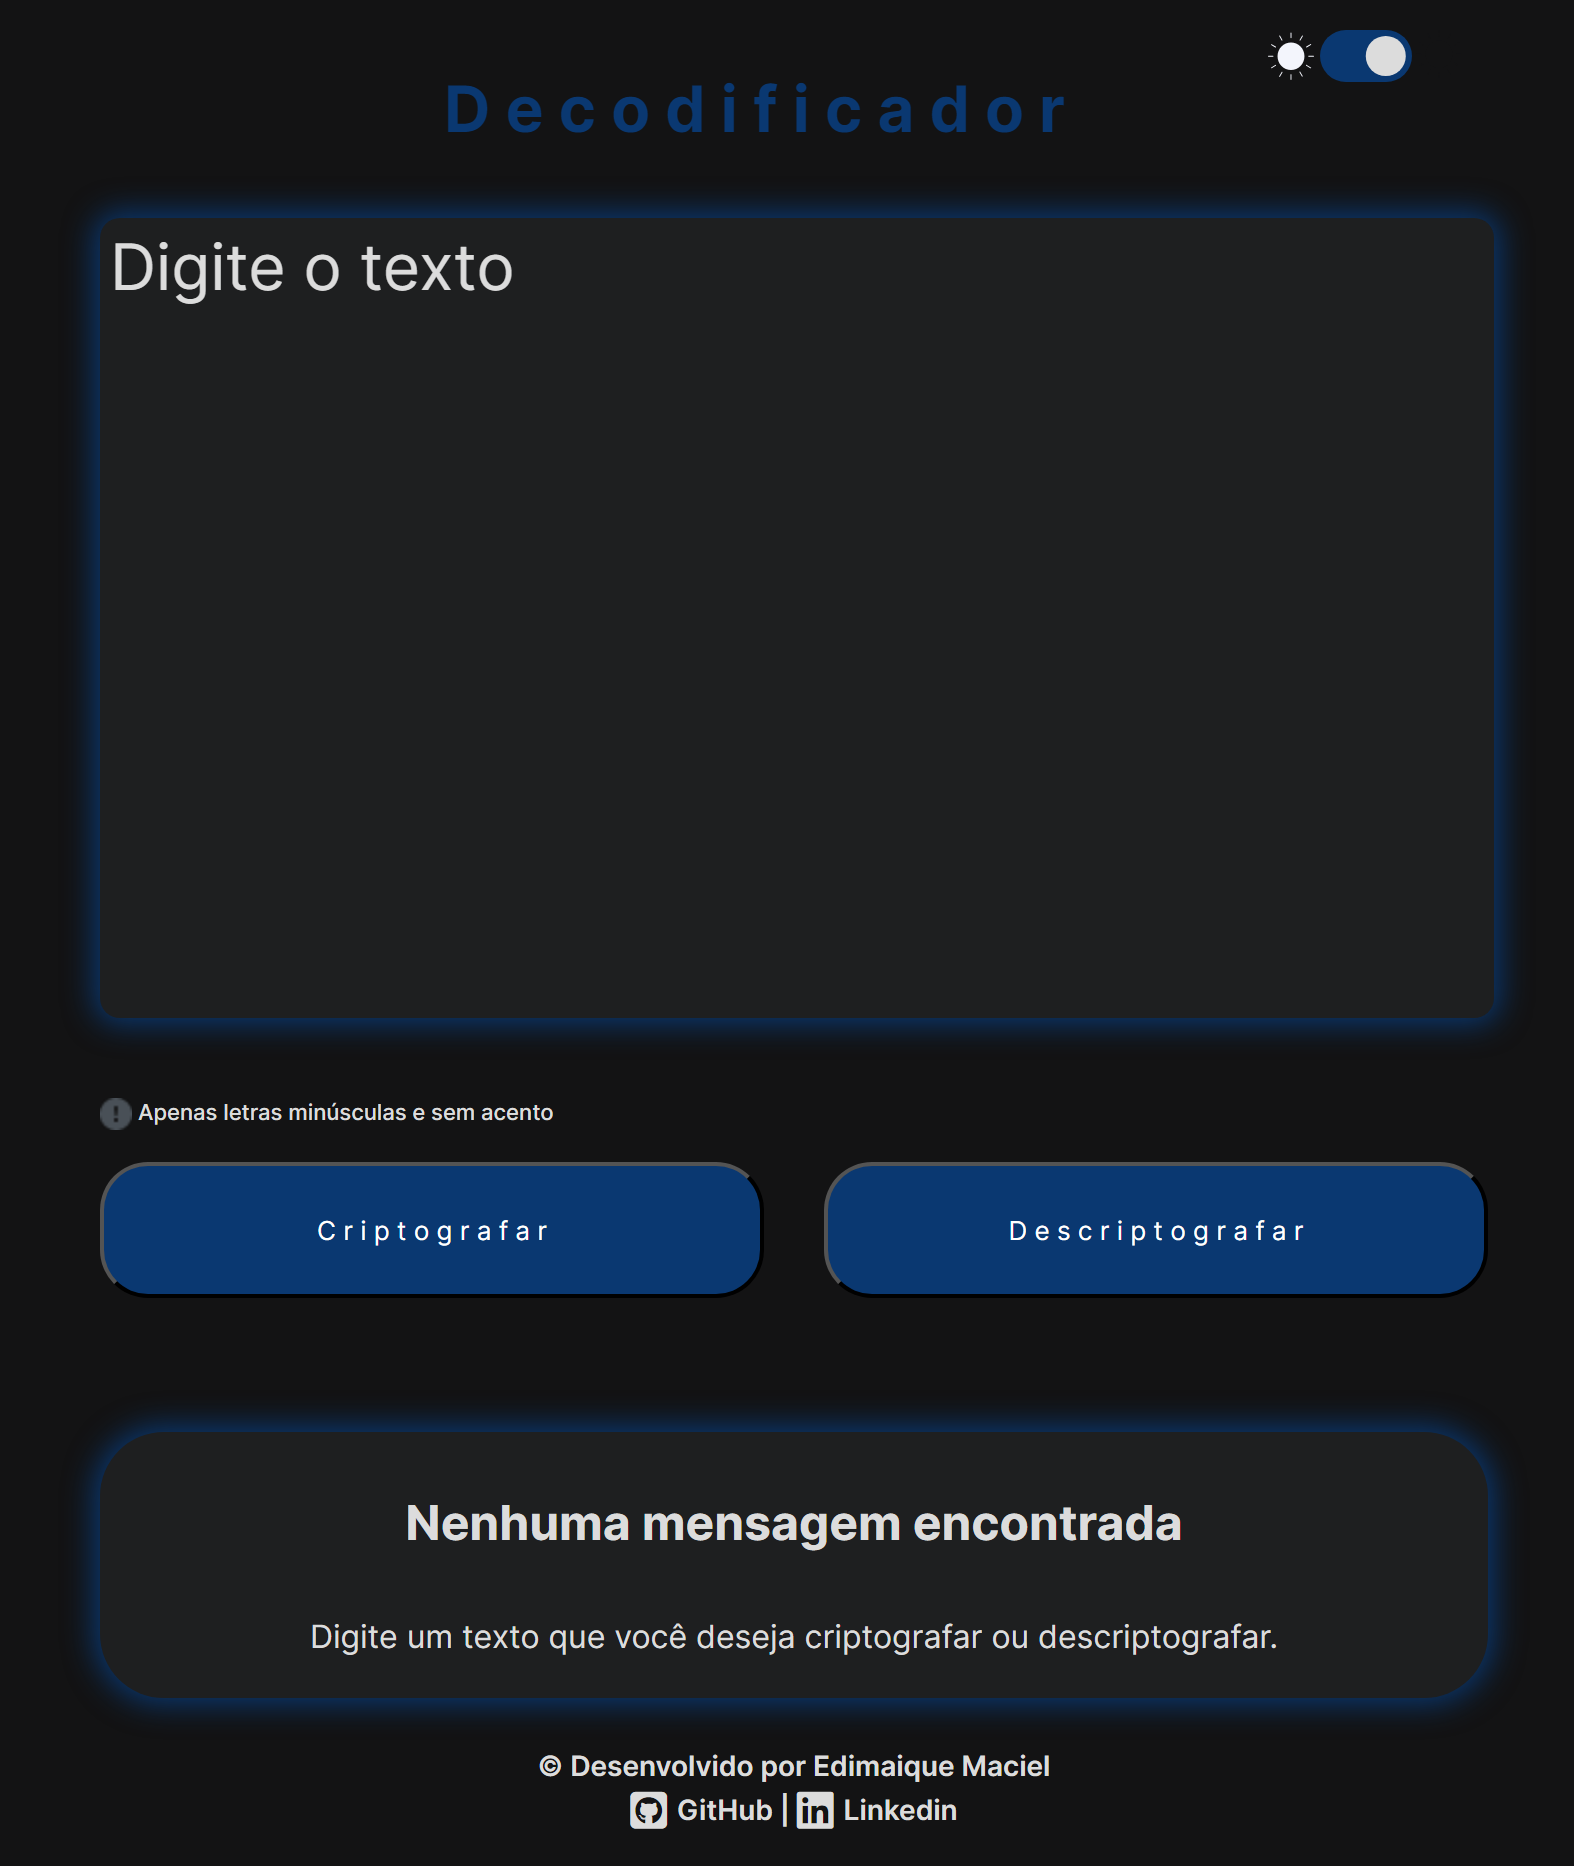 Decodificador
Digite o texto
Apenas letras minúsculas e sem acento
Criptografar
Descriptografar
Nenhuma mensagem encontrada
Digite um texto que você deseja criptografar ou descriptografar.
© Desenvolvido por Edimaique Maciel
GitHub | Linkedin